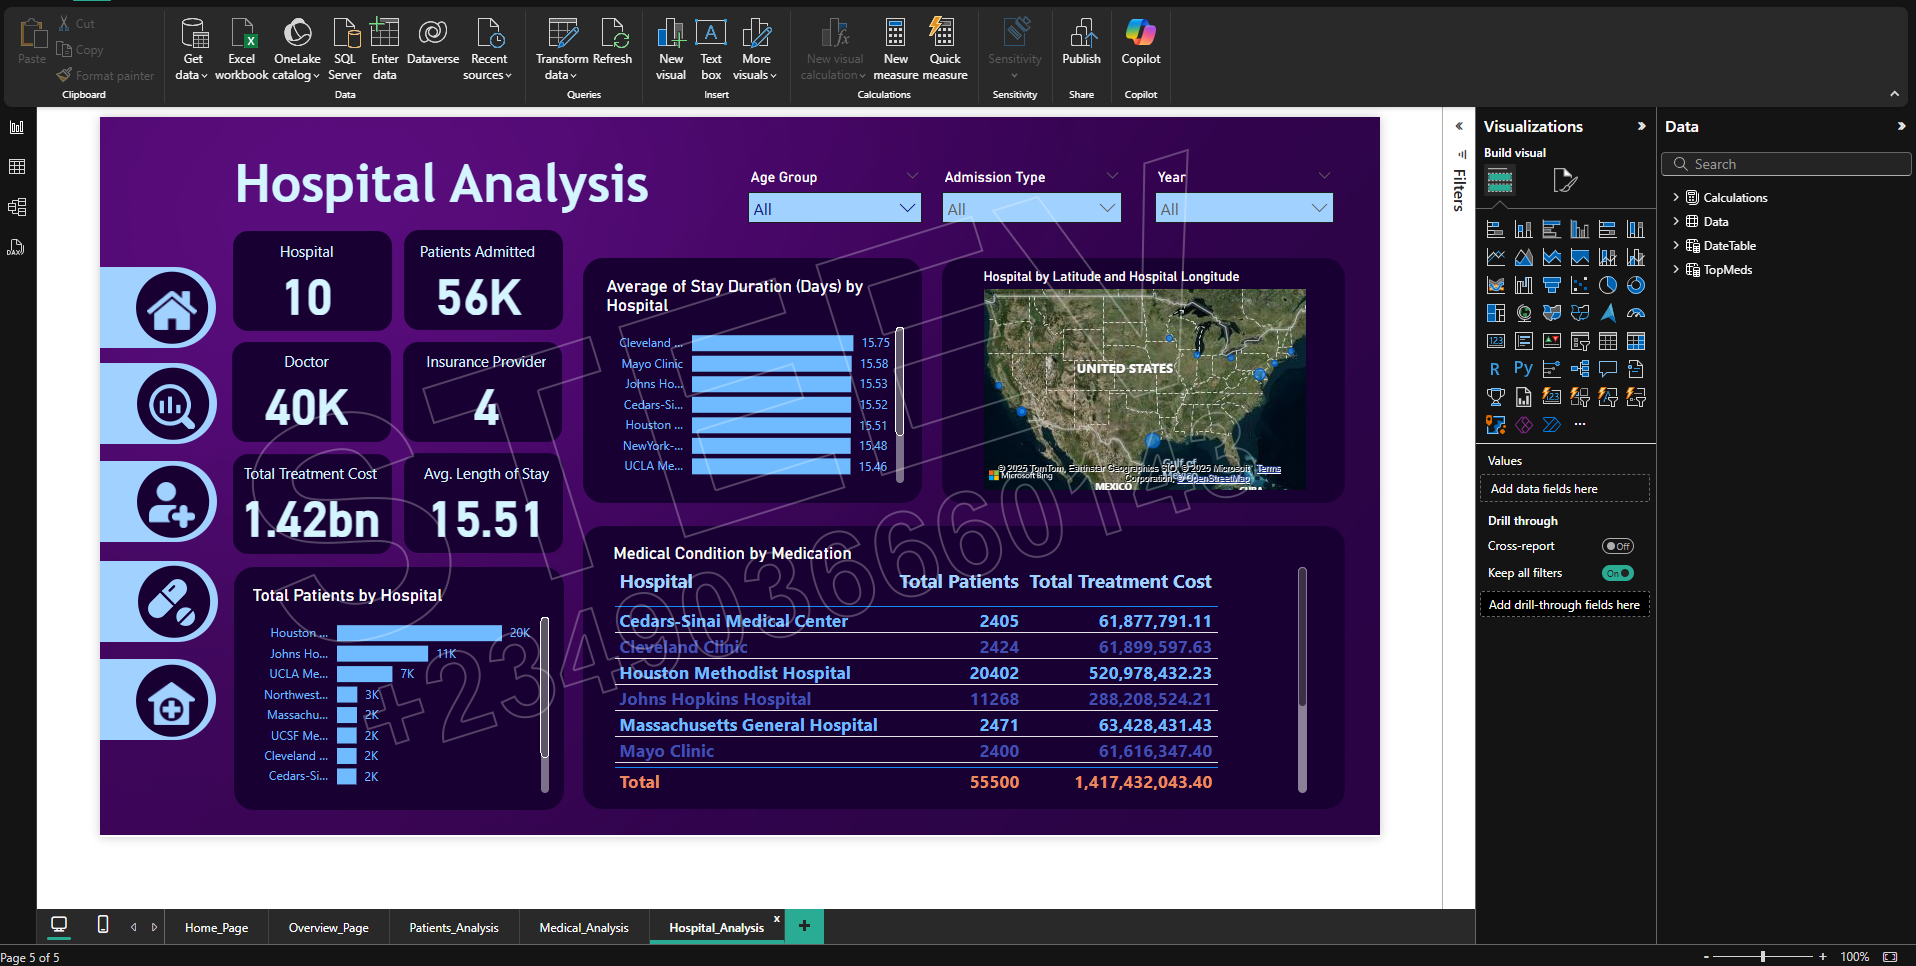 Paste
Cut
Copy
Format painter
Clipboard
Get data
Excel workbook
OneLake catalog
SQL Server
Enter data
Dataverse
Recent sources
Data
Transform data
Refresh
Queries
New visual
Text box
More visuals
Insert
New visual calculation
New measure
Quick measure
Calculations
Sensitivity
Sensitivity
Publish
Share
Copilot
Copilot
Hospital Analysis
Age Group
All
Admission Type
All
Year
All
Hospital
10
Patients Admitted
56K
Doctor
40K
Insurance Provider
4
Total Treatment Cost
1.42bn
Avg. Length of Stay
15.51
Average of Stay Duration (Days) by Hospital
Cleveland ... 15.75
Mayo Clinic 15.58
Johns Ho... 15.53
Cedars-Si... 15.52
Houston ... 15.51
NewYork-... 15.48
UCLA Me... 15.46
Hospital by Latitude and Hospital Longitude
UNITED STATES
Gulf of
MEXICO
CUBA
© 2025 TomTom, Earthstar Geographics SIO, © 2025 Microsoft Corporation, © OpenStreetMap Terms
Microsoft Bing
Total Patients by Hospital
Houston ... 20K
Johns Ho... 11K
UCLA Me... 7K
Northwest... 3K
Massachu... 2K
UCSF Me... 2K
Cleveland ... 2K
Cedars-Si... 2K
Medical Condition by Medication
Hospital Total Patients Total Treatment Cost
Cedars-Sinai Medical Center 2405 61,877,791.11
Cleveland Clinic 2424 61,899,597.63
Houston Methodist Hospital 20402 520,978,432.23
Johns Hopkins Hospital 11268 288,208,524.21
Massachusetts General Hospital 2471 63,428,431.43
Mayo Clinic 2400 61,616,347.40
Total 55500 1,417,432,043.40
STEFY
+2349036660143
Filters
Visualizations
Build visual
R
Py
123
...
Values
Add data fields here
Drill through
Cross-report Off
Keep all filters On
Add drill-through fields here
Data
Search
Calculations
Data
DateTable
TopMeds
Home_Page
Overview_Page
Patients_Analysis
Medical_Analysis
Hospital_Analysis
x
+
Page 5 of 5
- + 100%